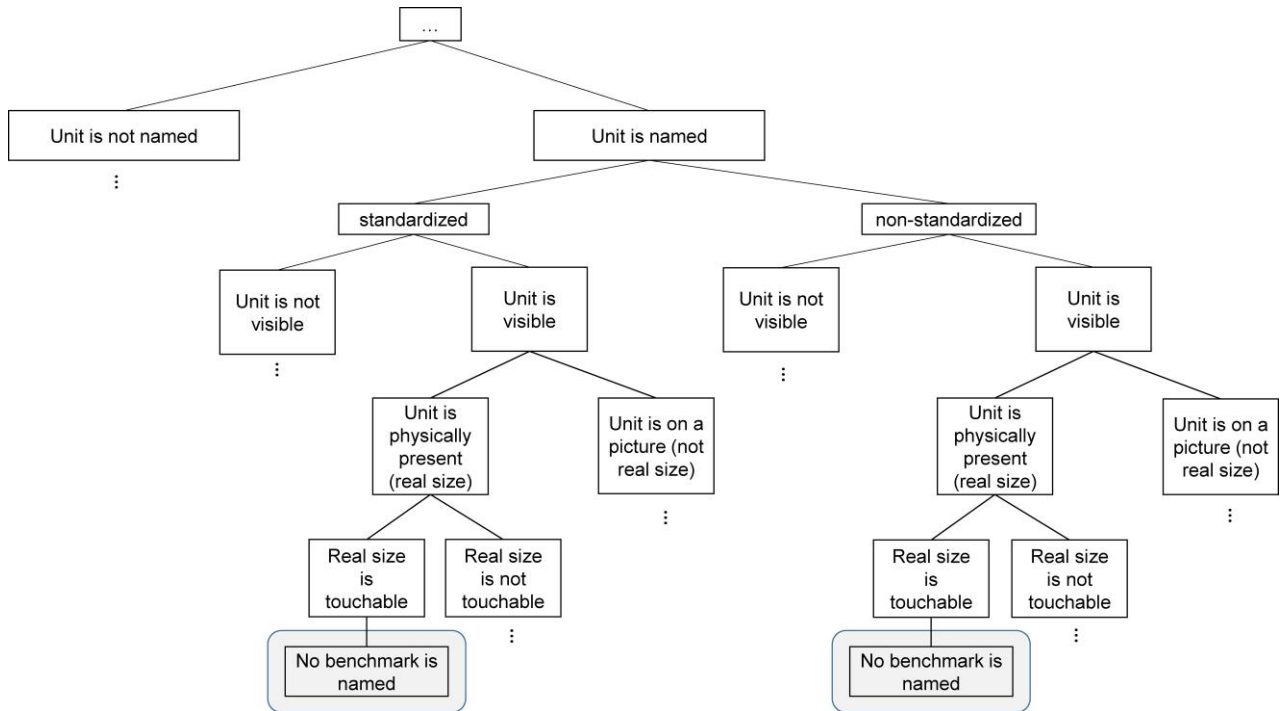 ...
Unit is not named
Unit is named
...
standardized
non-standardized
Unit is not
visible
Unit is
visible
Unit is not
visible
Unit is
visible
...
...
Unit is
physically
present
(real size)
Unit is on a
picture (not
real size)
Unit is
physically
present
(real size)
Unit is on a
picture (not
real size)
...
...
Real size
is
touchable
Real size
is not
touchable
Real size
is
touchable
Real size
is not
touchable
...
...
No benchmark is
named
No benchmark is
named